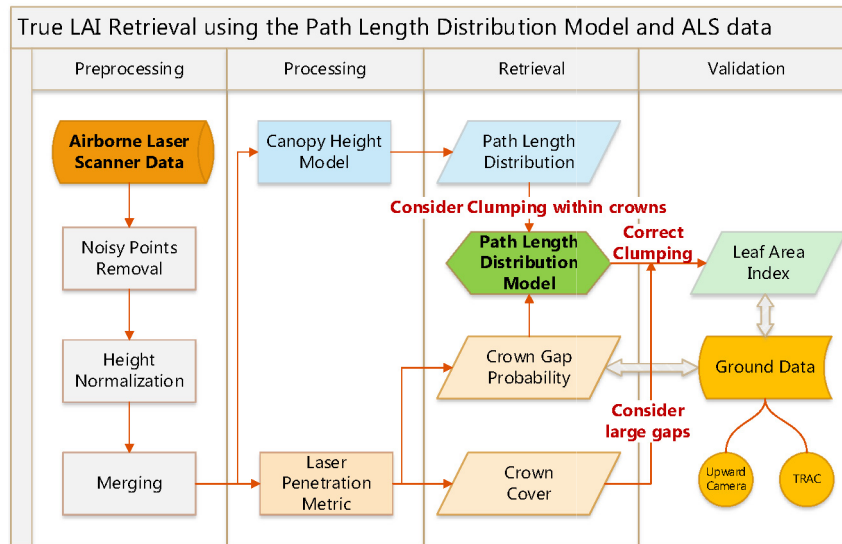 True LAI Retrieval using the Path Length Distribution Model and ALS data
Preprocessing
Processing
Retrieval
Validation
Airborne Laser
Scanner Data
Canopy Height
Model
Path Length
Distribution
Consider Clumping within crowns
Noisy Points
Removal
Path Length
Distribution
Model
Correct
Clumping
Leaf Area
Index
Height
Normalization
Crown Gap
Probability
Ground Data
Consider
large gaps
Merging
Laser
Penetration
Metric
Crown
Cover
Upward
Camera
TRAC